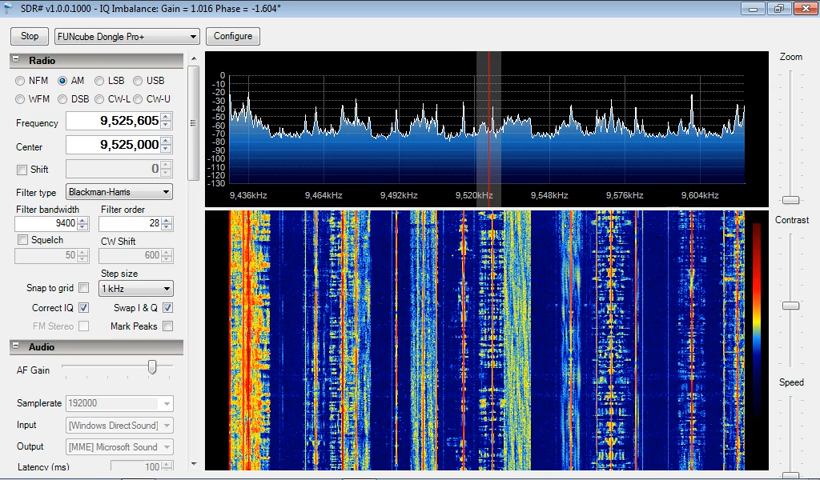 SDR# v1.0.0.1000 - IQ Imbalance: Gain = 1.016 Phase = -1.604°
Stop FUNcube Dongle Pro+ Configure
Radio
NFM AM LSB USB
WFM DSB CW-L CW-U
Frequency 9,525,605
Center 9,525,000
Shift 0
Filter type Blackman-Harris
Filter bandwidth Filter order
9400 28
Squelch CW Shift
50 600
Step size
Snap to grid 1 kHz
Correct IQ Swap I & Q
FM Stereo Mark Peaks
Audio
AF Gain
Samplerate 192000
Input [Windows DirectSound]
Output [MME] Microsoft Sound
Latency (ms) 100
0
-10
-20
-30
-40
-50
-60
-70
-80
-90
-100
-110
-120
-130
9,436kHz 9,464kHz 9,492kHz 9,520kHz 9,548kHz 9,576kHz 9,604kHz
Zoom
Contrast
Speed